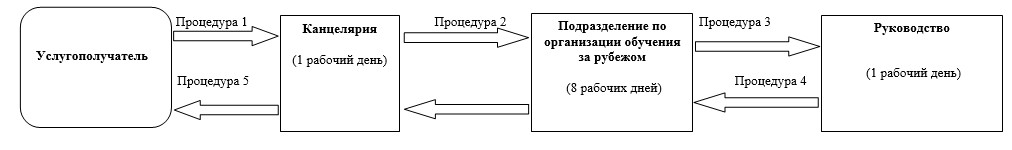 Услугополучатель
Процедура 1
Процедура 5
Канцелярия
(1 рабочий день)
Процедура 2
Подразделение по
организации обучения
за рубежом
(8 рабочих дней)
Процедура 3
Процедура 4
Руководство
(1 рабочий день)